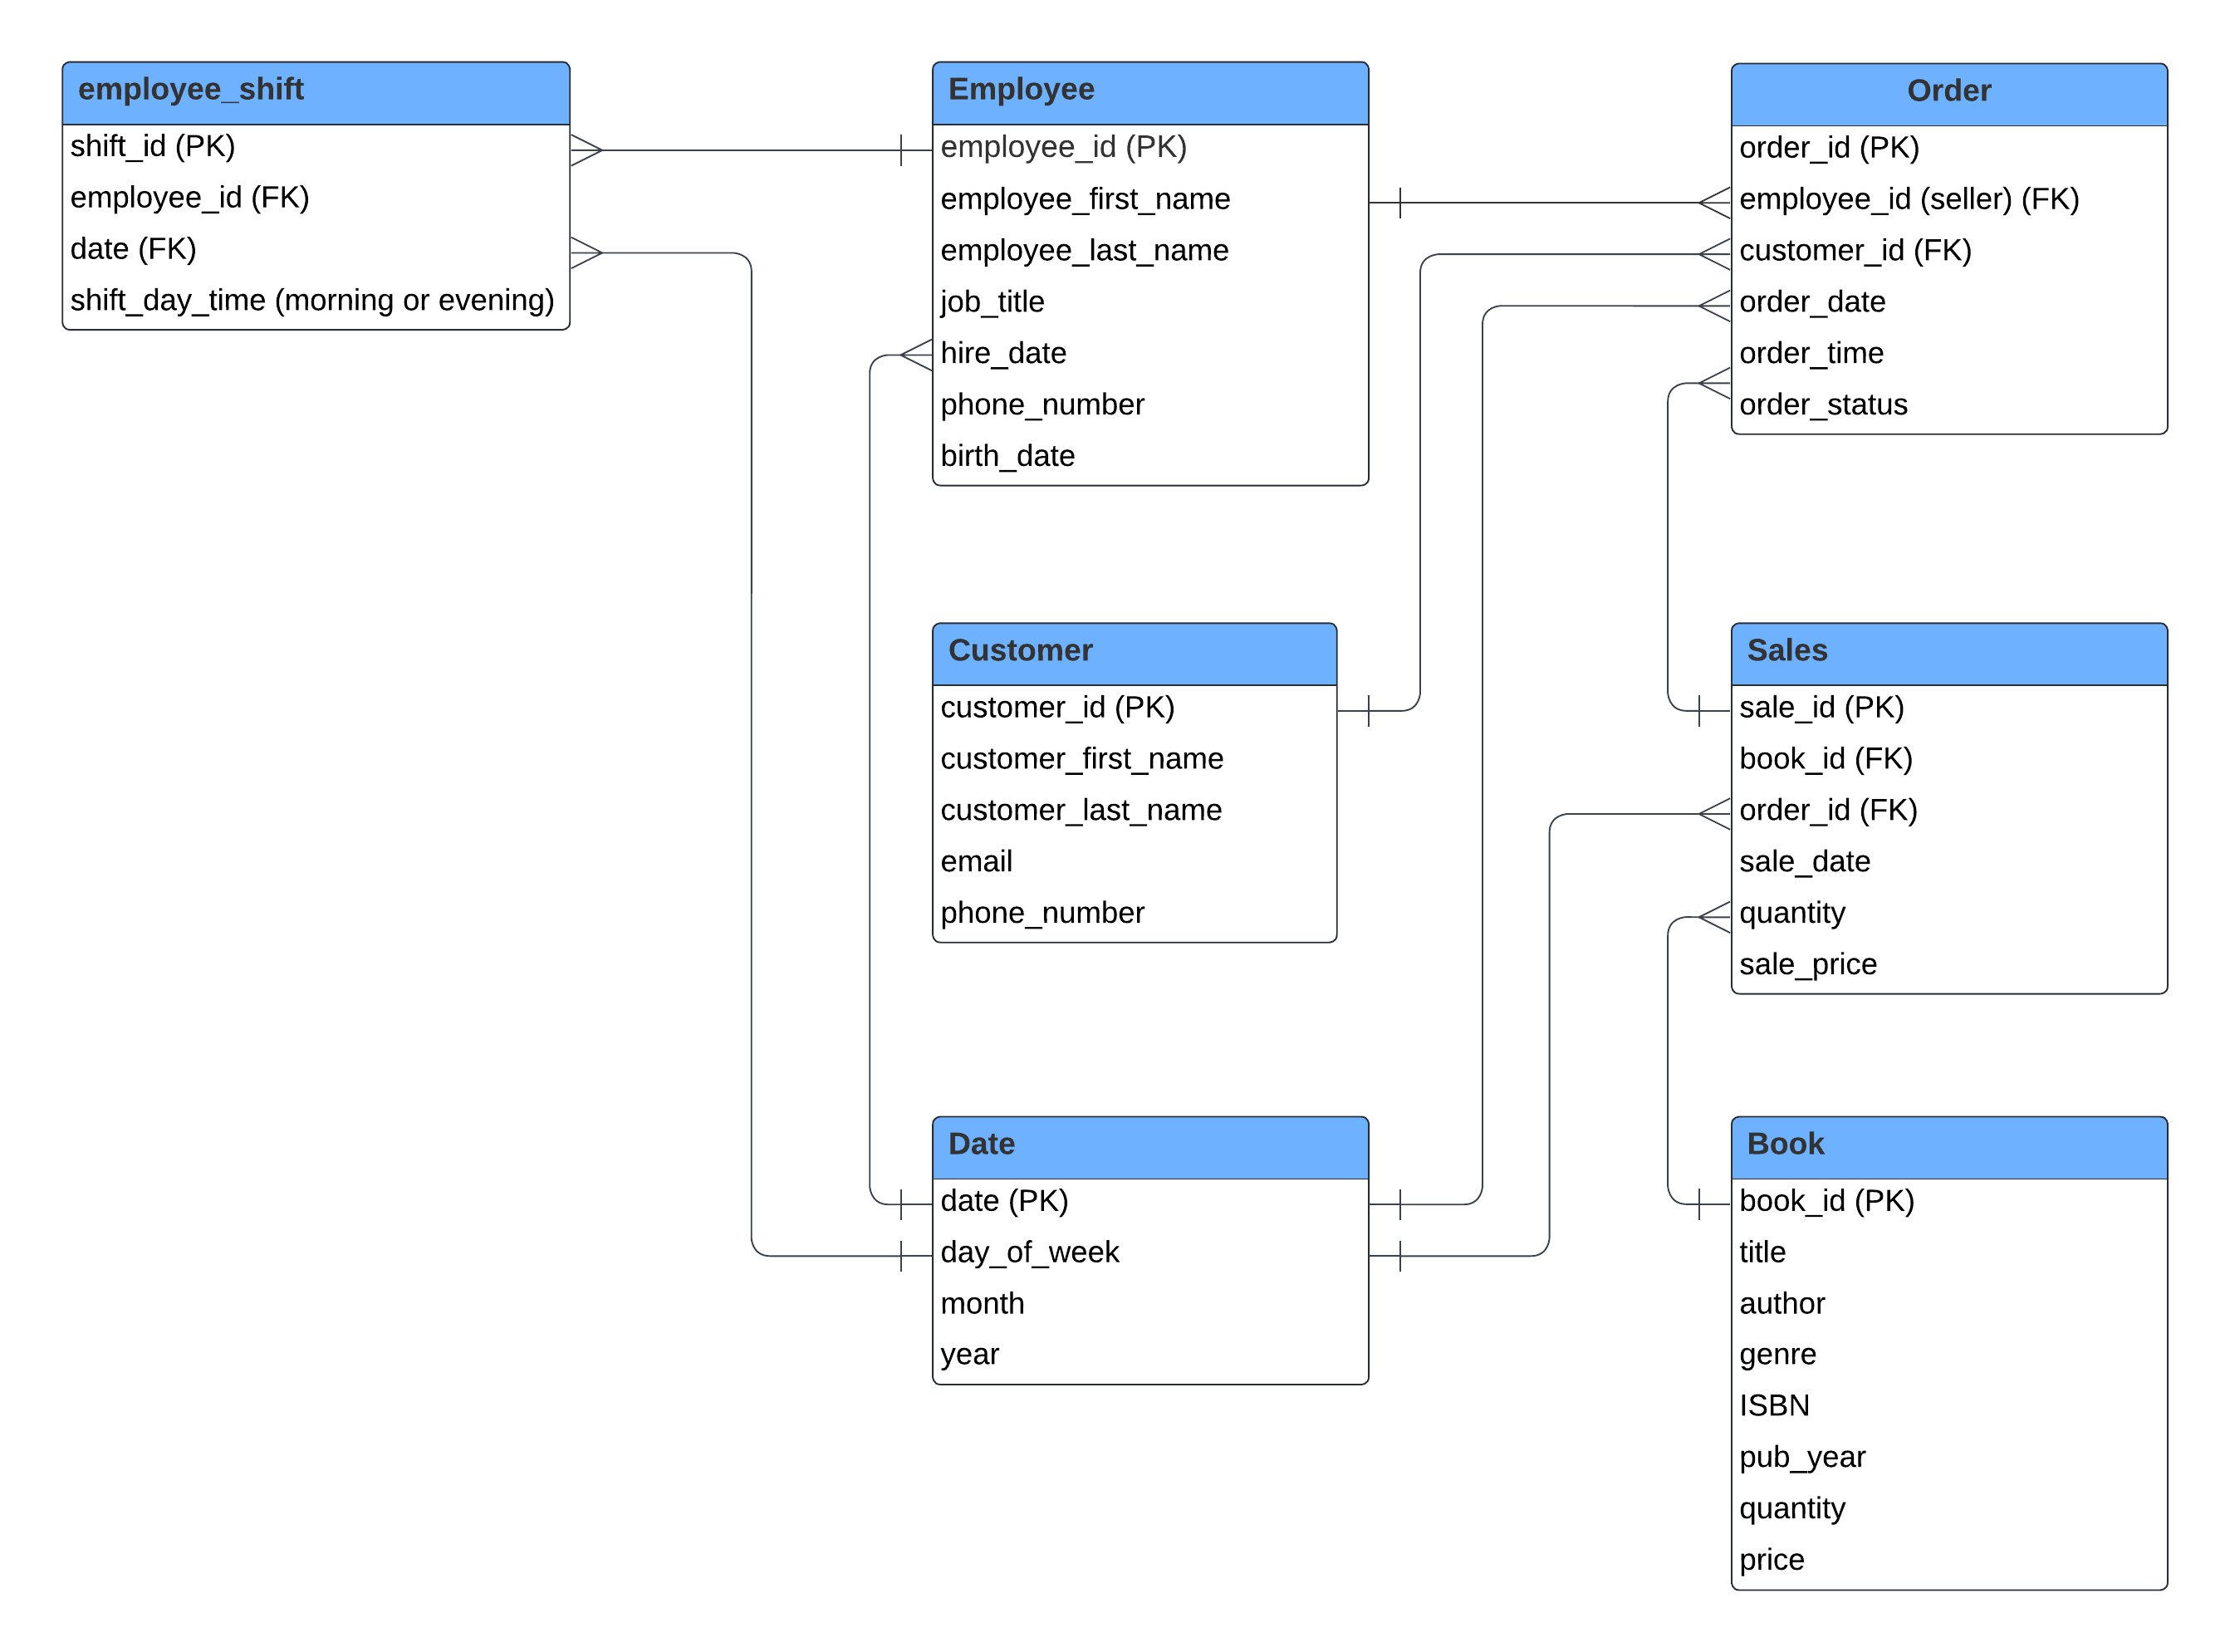 employee_shift
shift_id (PK)
employee_id (FK)
date (FK)
shift_day_time (morning or evening)
Employee
employee_id (PK)
employee_first_name
employee_last_name
job_title
hire_date
phone_number
birth_date
Order
order_id (PK)
employee_id (seller) (FK)
customer_id (FK)
order_date
order_time
order_status
Customer
customer_id (PK)
customer_first_name
customer_last_name
email
phone_number
Sales
sale_id (PK)
book_id (FK)
order_id (FK)
sale_date
quantity
sale_price
Date
date (PK)
day_of_week
month
year
Book
book_id (PK)
title
author
genre
ISBN
pub_year
quantity
price